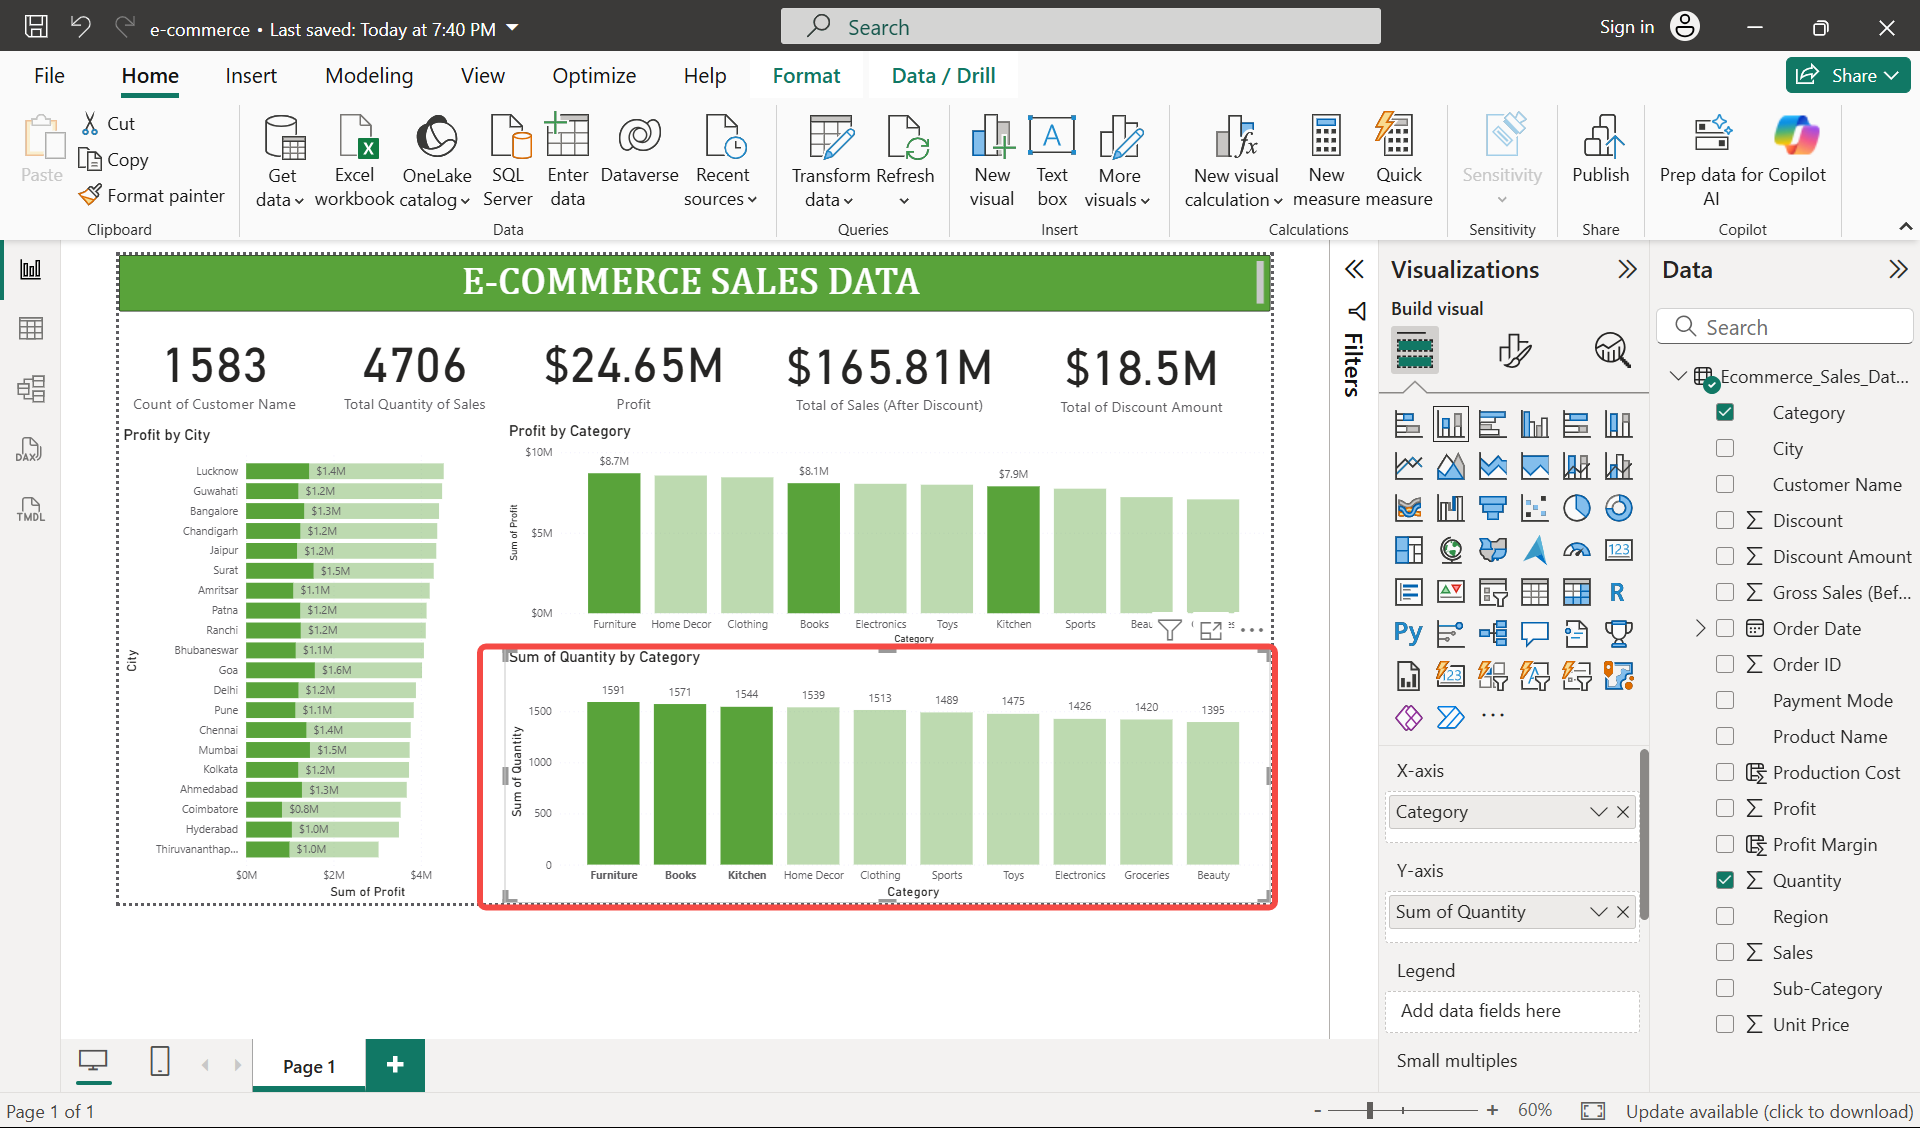 e-commerce • Last saved: Today at 7:40 PM
Search
Sign in
File
Home
Insert
Modeling
View
Optimize
Help
Format
Data / Drill
Share
Paste
Cut
Copy
Format painter
Clipboard
Get data
Excel workbook
OneLake catalog
SQL Server
Enter data
Dataverse
Recent sources
Data
Transform data
Refresh
Queries
New visual
Text box
More visuals
Insert
New visual calculation
New measure
Quick measure
Calculations
Sensitivity
Sensitivity
Publish
Share
Prep data for AI
Copilot
Copilot
DAX
TMDL
E-COMMERCE SALES DATA
1583
Count of Customer Name
4706
Total Quantity of Sales
$24.65M
Profit
$165.81M
Total of Sales (After Discount)
$18.5M
Total of Discount Amount
Profit by City
City
Lucknow $1.4M
Guwahati $1.2M
Bangalore $1.3M
Chandigarh $1.2M
Jaipur $1.2M
Surat $1.5M
Amritsar $1.1M
Patna $1.2M
Ranchi $1.2M
Bhubaneswar $1.1M
Goa $1.6M
Delhi $1.2M
Pune $1.1M
Chennai $1.4M
Mumbai $1.5M
Kolkata $1.2M
Ahmedabad $1.3M
Coimbatore $0.8M
Hyderabad $1.0M
Thiruvananthap... $1.0M
$0M $2M $4M
Sum of Profit
Profit by Category
Sum of Profit
$10M
$5M
$0M
$8.7M $8.1M $7.9M
Furniture Home Decor Clothing Books Electronics Toys Kitchen Sports Beau
Category
Sum of Quantity by Category
Sum of Quantity
1500
1000
500
0
1591 1571 1544 1539 1513 1489 1475 1426 1420 1395
Furniture Books Kitchen Home Decor Clothing Sports Toys Electronics Groceries Beauty
Category
Filters
Visualizations
Build visual
123
R
Py
123
X-axis
Category
Y-axis
Sum of Quantity
Legend
Add data fields here
Small multiples
Data
Search
Ecommerce_Sales_Dat...
Category
City
Customer Name
Discount
Discount Amount
Gross Sales (Bef...
Order Date
Order ID
Payment Mode
Product Name
Production Cost
Profit
Profit Margin
Quantity
Region
Sales
Sub-Category
Unit Price
Page 1
Page 1 of 1
- + 60%
Update available (click to download)